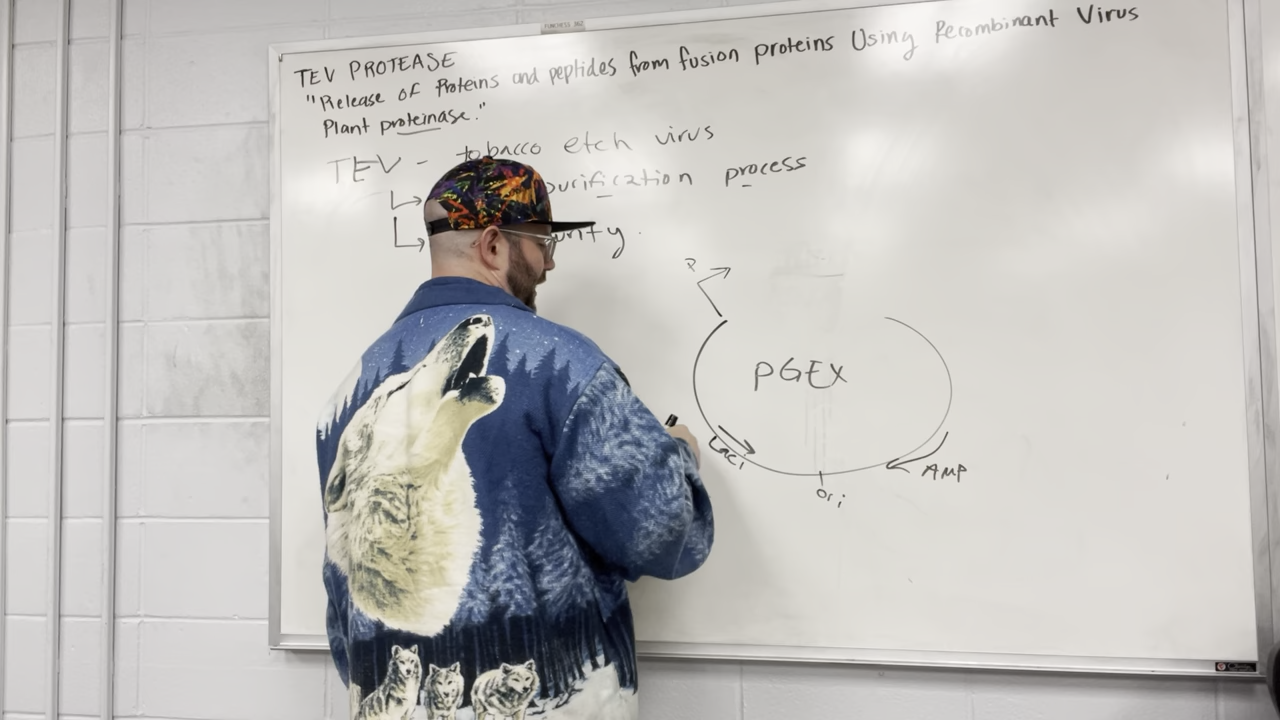 TEV PROTEASE
"Release of Proteins and peptides from fusion proteins Using Recombinant Virus
Plant proteinase."
TEV - tobacco etch virus
purification process
P
PGEX
Laci
Ori
AMP